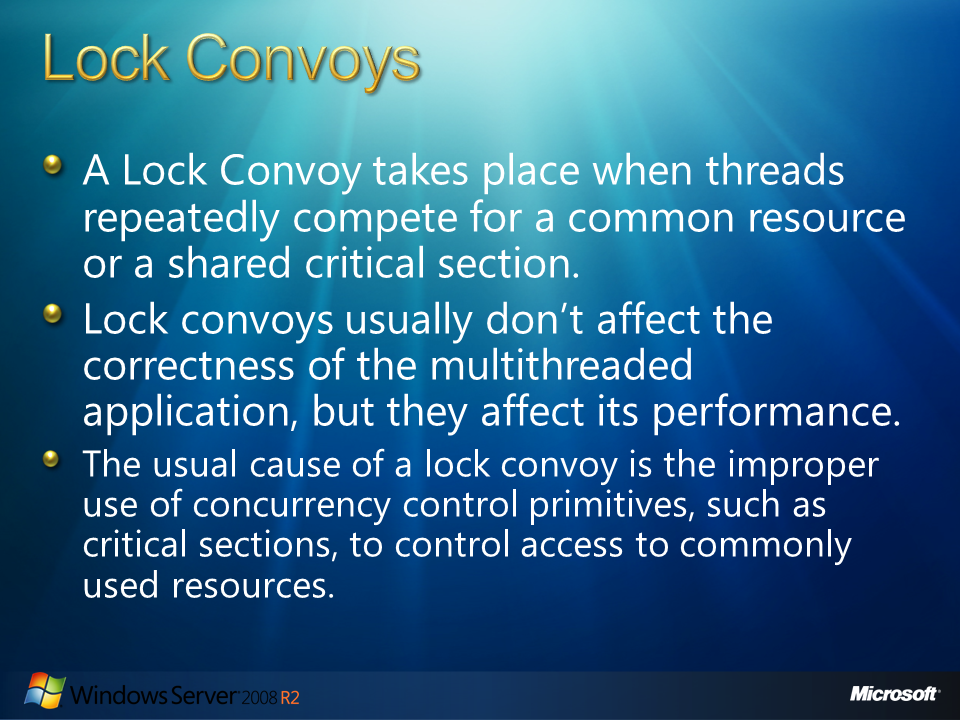 Lock Convoys
A Lock Convoy takes place when threads
repeatedly compete for a common resource
or a shared critical section.
Lock convoys usually don’t affect the
correctness of the multithreaded
application, but they affect its performance.
The usual cause of a lock convoy is the improper
use of concurrency control primitives, such as
critical sections, to control access to commonly
used resources.
Windows Server 2008 R2
Microsoft®